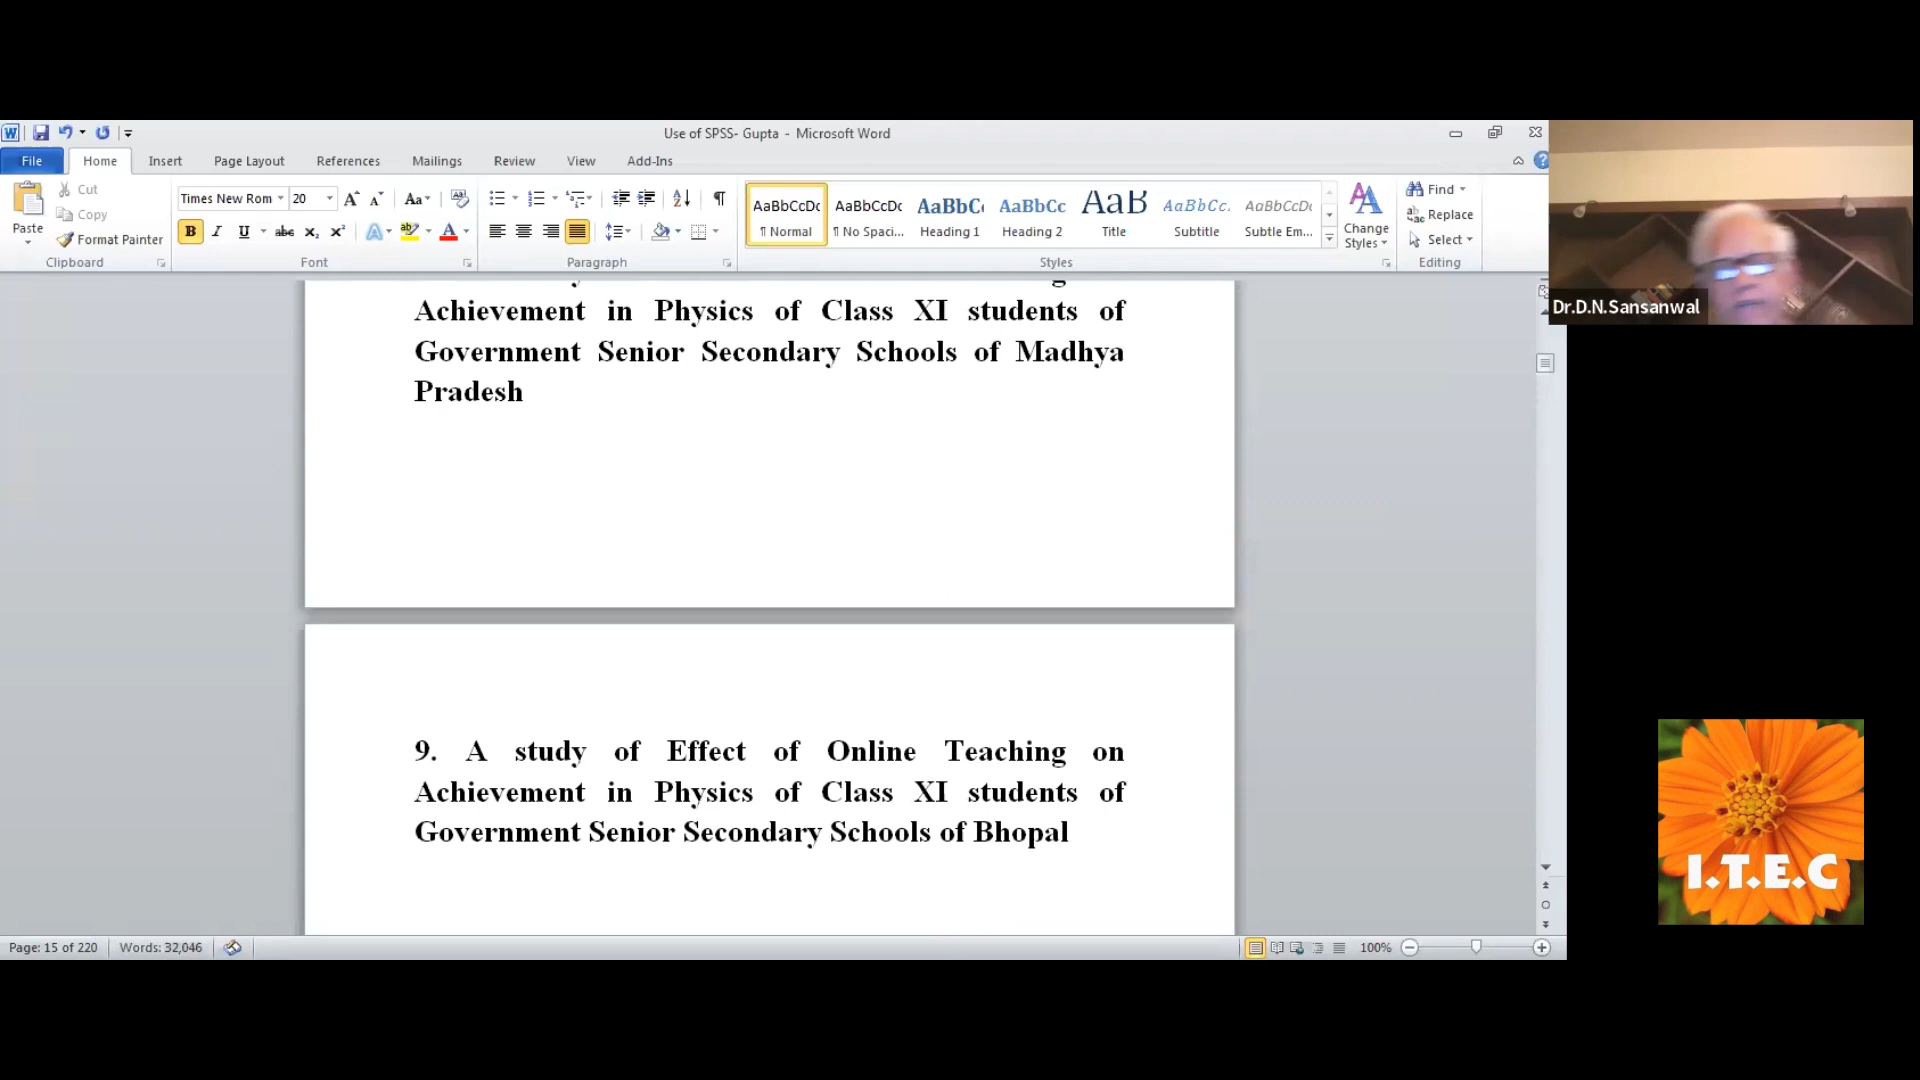 Use of SPSS- Gupta - Microsoft Word
File Home Insert Page Layout References Mailings Review View Add-Ins
Cut
Copy
Format Painter
Paste
Clipboard
Times New Rom 20
Font
Paragraph
AaBbCcDc AaBbCcDc AaBbC AaBbCc AaB AaBbCc. AaBbCcDc
¶ Normal ¶ No Spaci... Heading 1 Heading 2 Title Subtitle Subtle Em...
Styles
Change
Styles
Find
Replace
Select
Editing
Achievement in Physics of Class XI students of
Government Senior Secondary Schools of Madhya
Pradesh
9. A study of Effect of Online Teaching on
Achievement in Physics of Class XI students of
Government Senior Secondary Schools of Bhopal
Page: 15 of 220 Words: 32,046
100%
Dr.D.N.Sansanwal
I.T.E.C